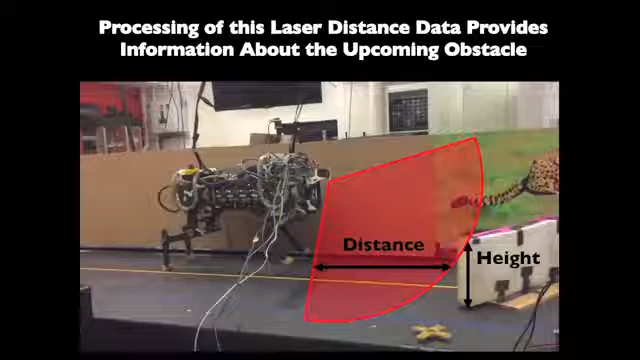 Processing of this Laser Distance Data Provides
Information About the Upcoming Obstacle
Distance
Height